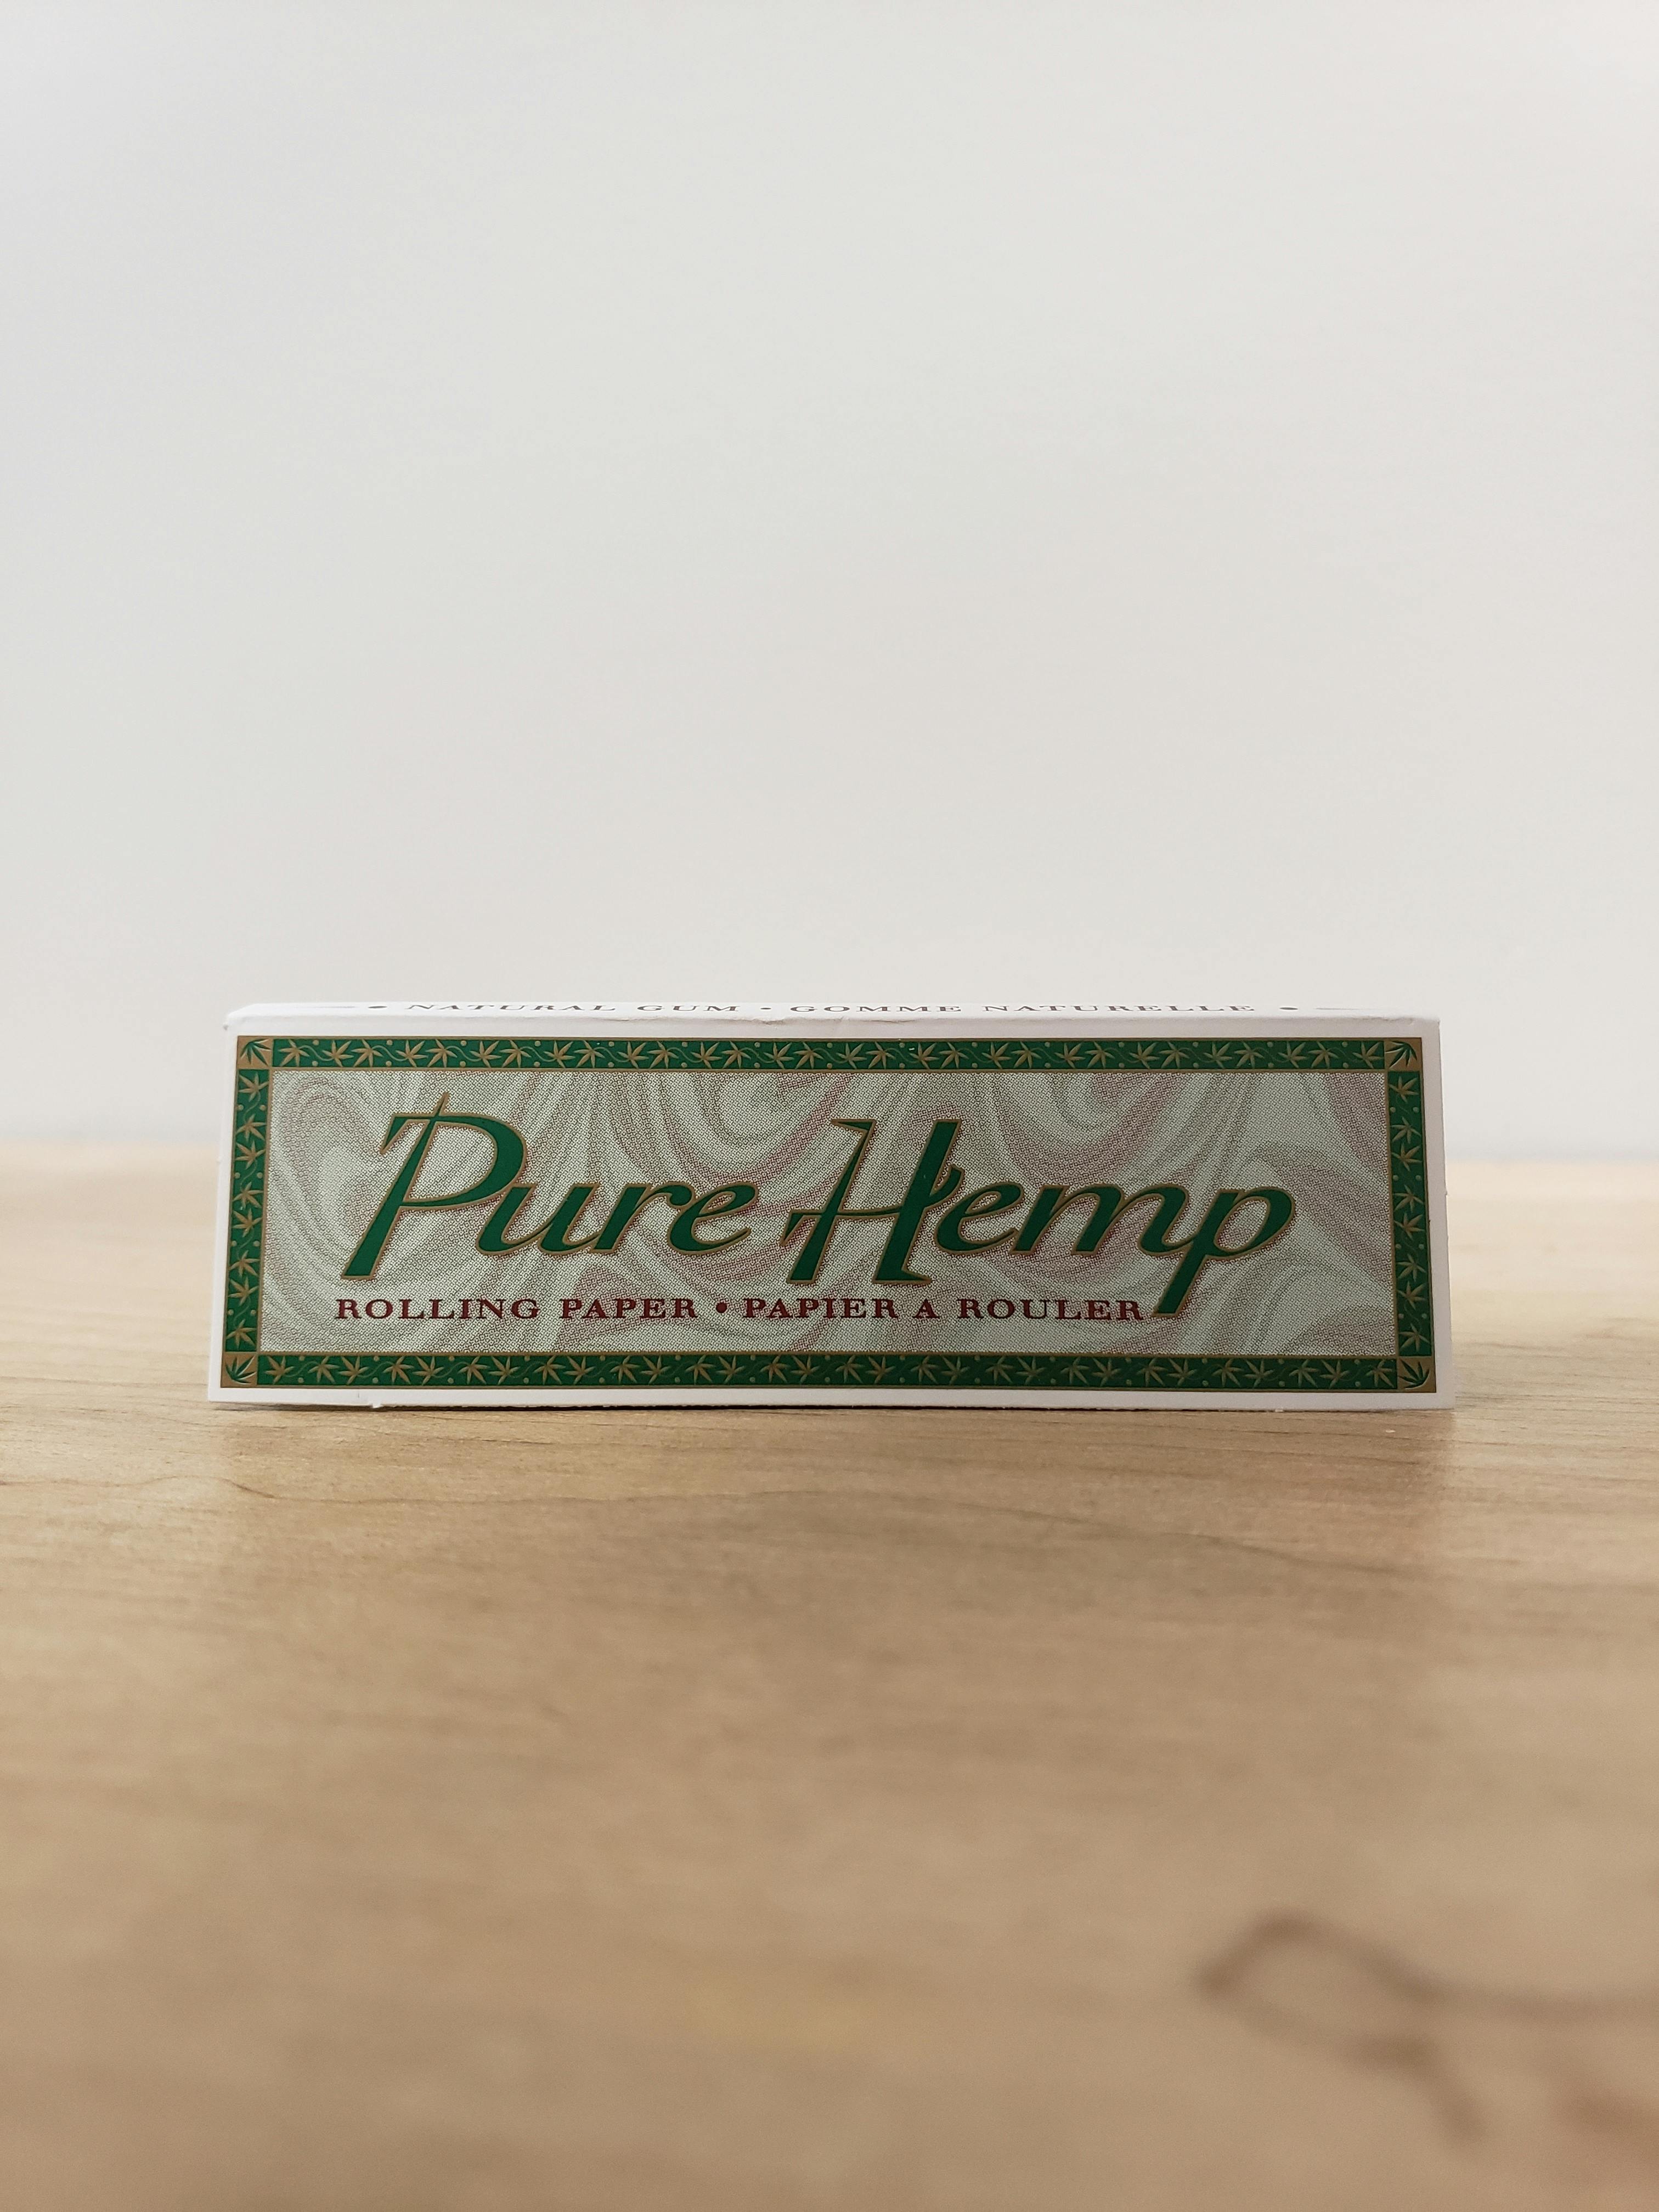 • NATURAL GUM • GOMME NATURELLE •
Pure Hemp
ROLLING PAPER • PAPIER A ROULER